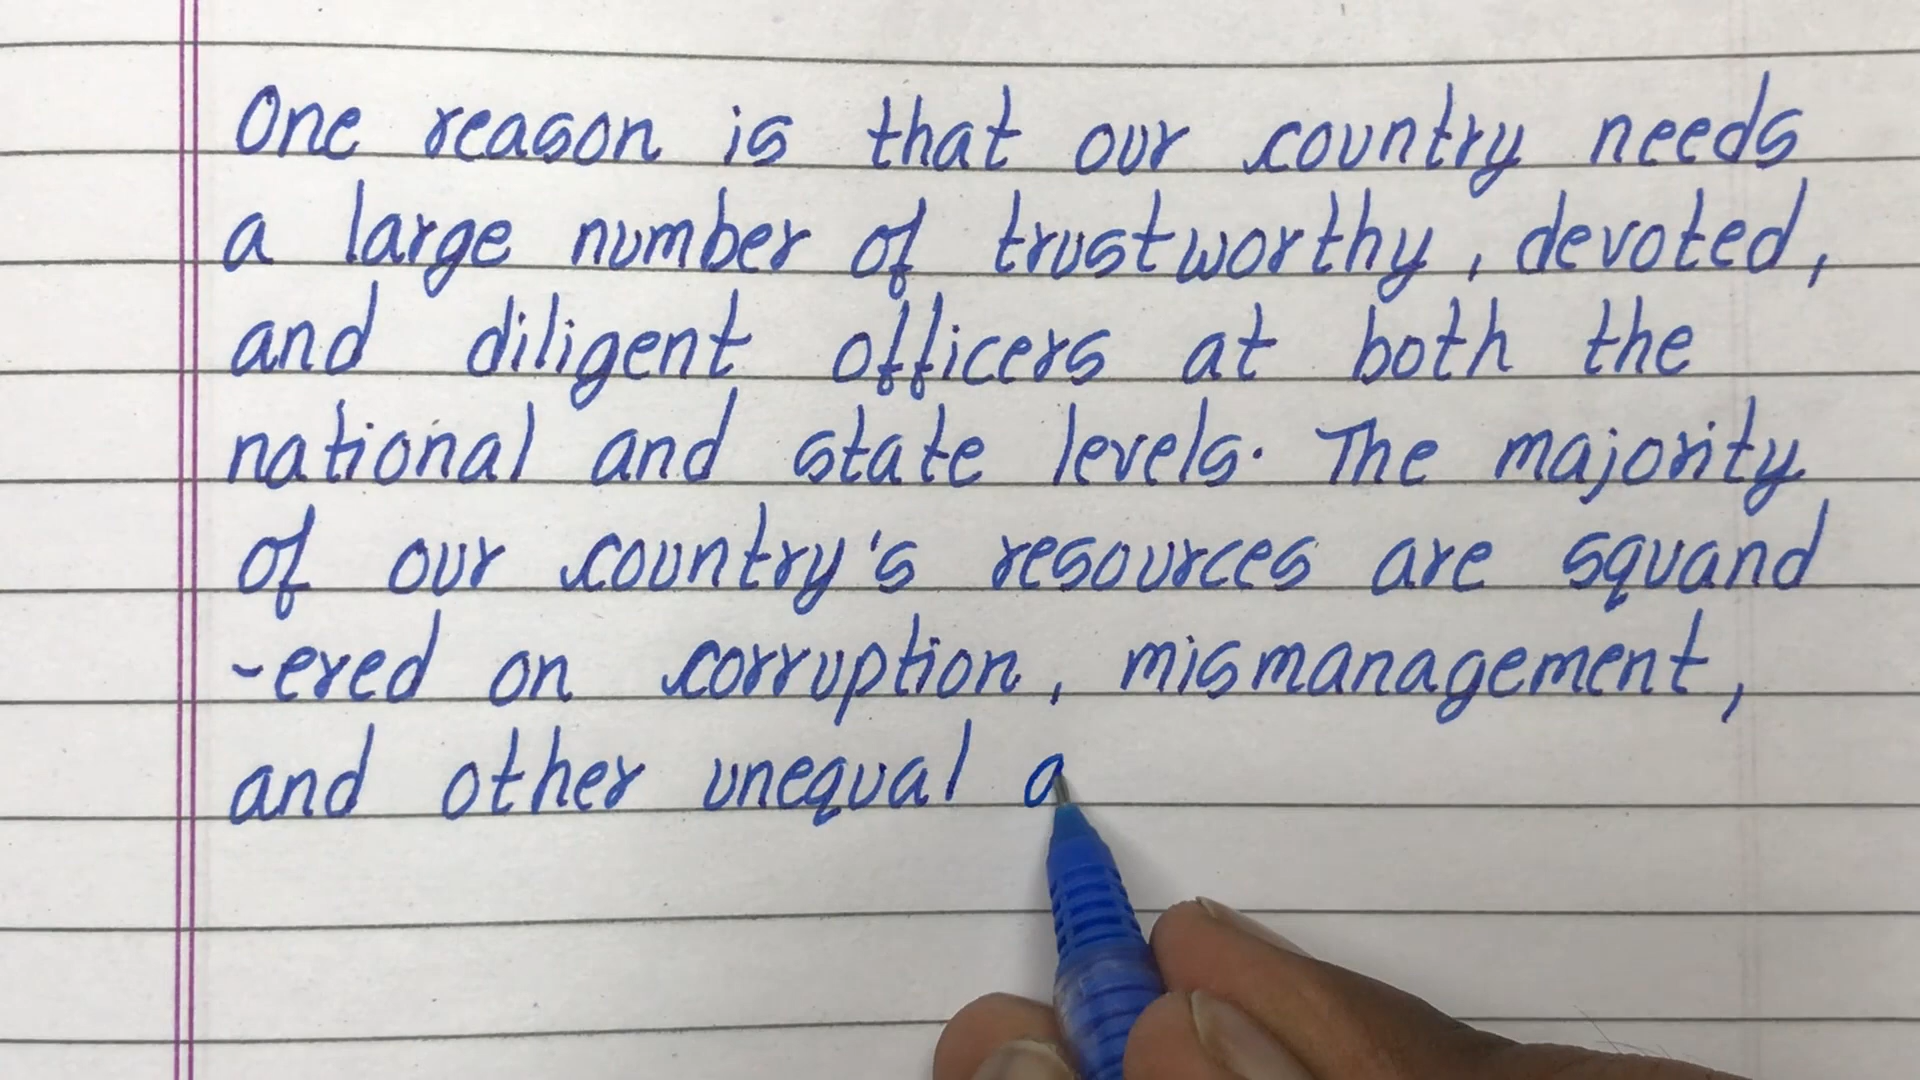 One reason is that our country needs
a large number of trustworthy, devoted,
and diligent officers at both the
national and state levels. The majority
of our country's resources are squand
-ered on corruption, mismanagement,
and other unequal a